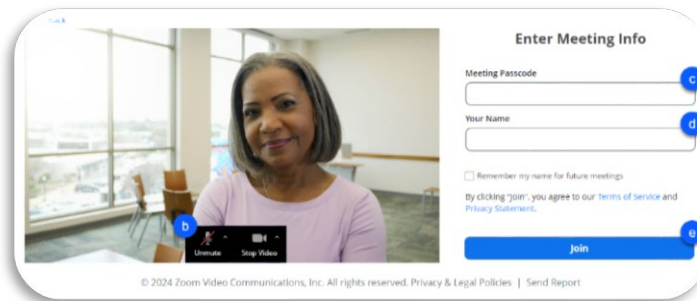 Enter Meeting Info
Meeting Passcode
c
Your Name
d
Remember my name for future meetings
By clicking "Join", you agree to our Terms of Service and
Privacy Statement.
b
Unmute
Stop Video
e
Join
© 2024 Zoom Video Communications, Inc. All rights reserved. Privacy & Legal Policies | Send Report